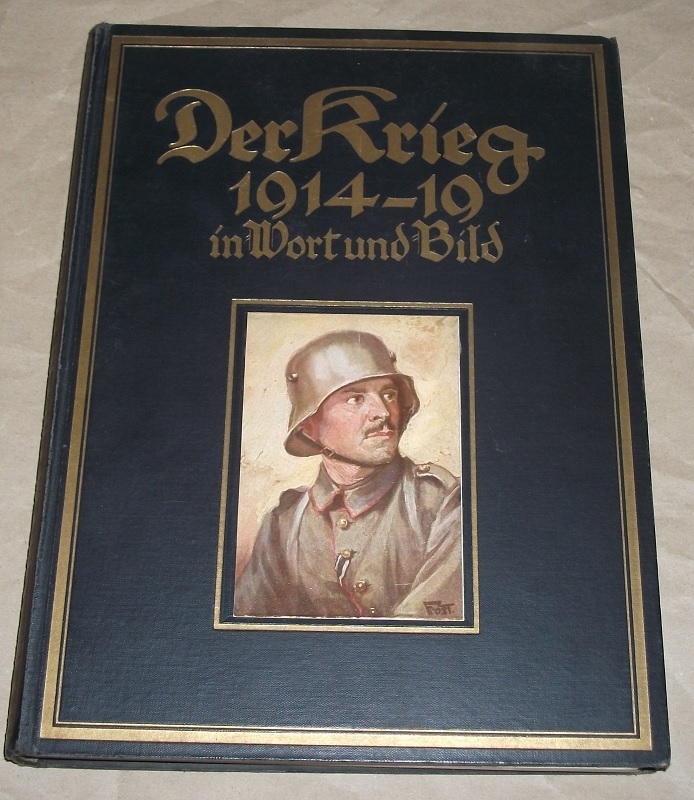 Der Krieg
1914–19
in Wort und Bild